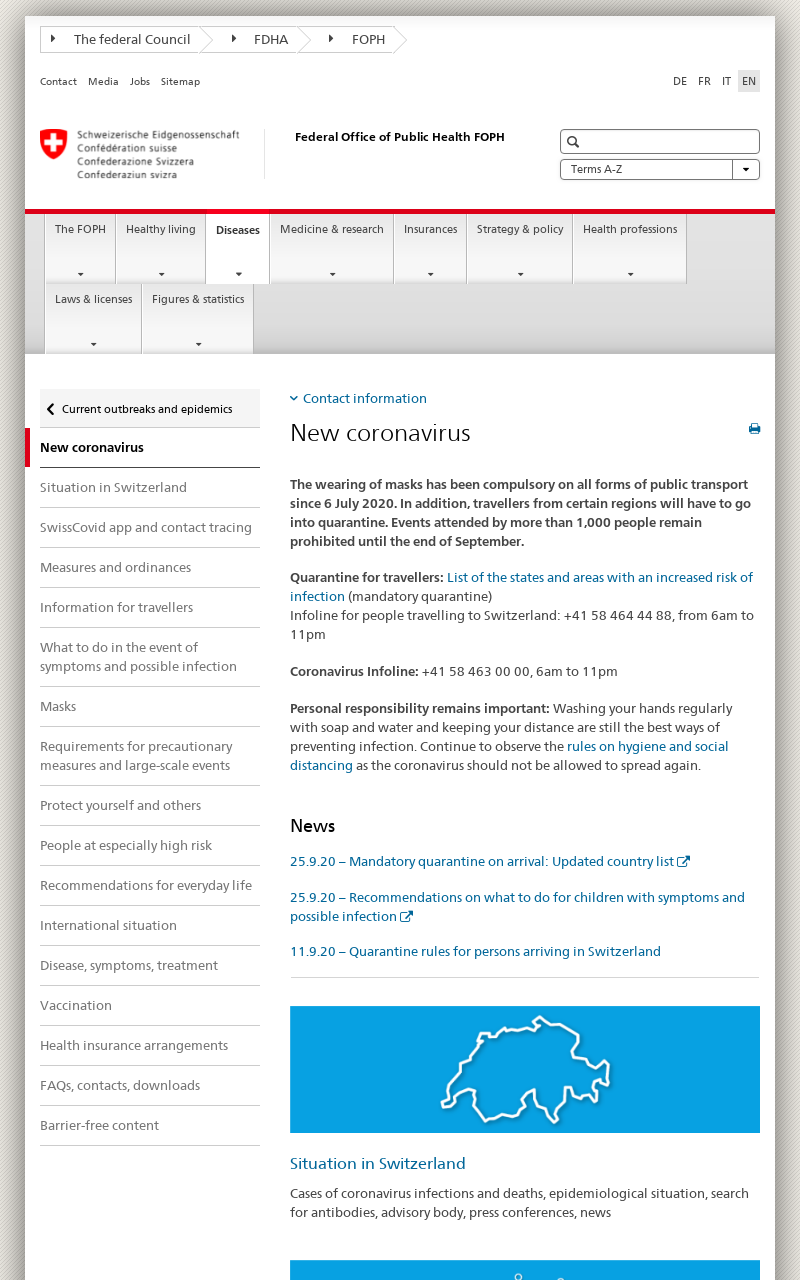 The federal Council FDHA FOPH
Contact Media Jobs Sitemap DE FR IT EN
Schweizerische Eidgenossenschaft
Confédération suisse
Confederazione Svizzera
Confederaziun svizra
Federal Office of Public Health FOPH
Terms A-Z
The FOPH Healthy living Diseases Medicine & research Insurances Strategy & policy Health professions
Laws & licenses Figures & statistics
Current outbreaks and epidemics
New coronavirus
Situation in Switzerland
SwissCovid app and contact tracing
Measures and ordinances
Information for travellers
What to do in the event of
symptoms and possible infection
Masks
Requirements for precautionary
measures and large-scale events
Protect yourself and others
People at especially high risk
Recommendations for everyday life
International situation
Disease, symptoms, treatment
Vaccination
Health insurance arrangements
FAQs, contacts, downloads
Barrier-free content
Contact information
New coronavirus
The wearing of masks has been compulsory on all forms of public transport
since 6 July 2020. In addition, travellers from certain regions will have to go
into quarantine. Events attended by more than 1,000 people remain
prohibited until the end of September.
Quarantine for travellers: List of the states and areas with an increased risk of
infection (mandatory quarantine)
Infoline for people travelling to Switzerland: +41 58 464 44 88, from 6am to
11pm
Coronavirus Infoline: +41 58 463 00 00, 6am to 11pm
Personal responsibility remains important: Washing your hands regularly
with soap and water and keeping your distance are still the best ways of
preventing infection. Continue to observe the rules on hygiene and social
distancing as the coronavirus should not be allowed to spread again.
News
25.9.20 – Mandatory quarantine on arrival: Updated country list
25.9.20 – Recommendations on what to do for children with symptoms and
possible infection
11.9.20 – Quarantine rules for persons arriving in Switzerland
Situation in Switzerland
Cases of coronavirus infections and deaths, epidemiological situation, search
for antibodies, advisory body, press conferences, news